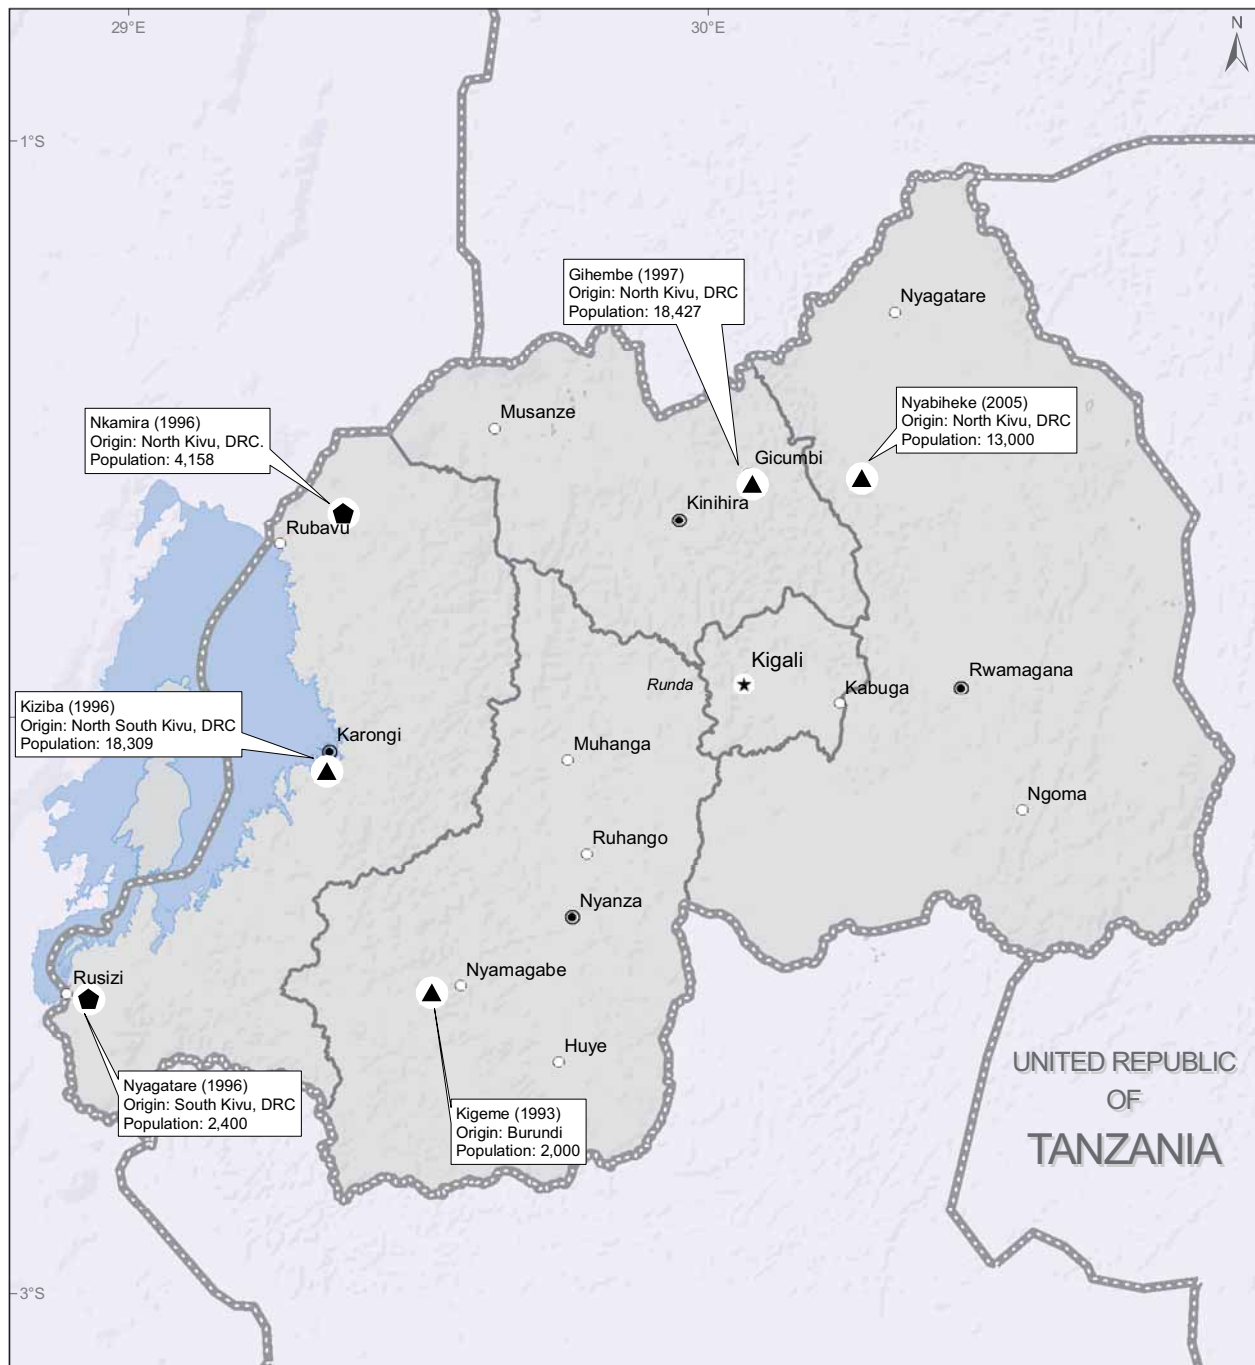 29°E
30°E
N
1°S
Gihembe (1997)
Origin: North Kivu, DRC
Population: 18,427
Nyagatare
Nyabiheke (2005)
Origin: North Kivu, DRC
Population: 13,000
Nkamira (1996)
Origin: North Kivu, DRC.
Population: 4,158
Musanze
Gicumbi
Kinihira
Rubavu
Kigali
Runda
Rwamagana
Kabuga
Kiziba (1996)
Origin: North South Kivu, DRC
Population: 18,309
Karongi
Muhanga
Ngoma
Ruhango
Nyanza
Rusizi
Nyamagabe
Huye
Nyagatare (1996)
Origin: South Kivu, DRC
Population: 2,400
Kigeme (1993)
Origin: Burundi
Population: 2,000
UNITED REPUBLIC
OF
TANZANIA
3°S